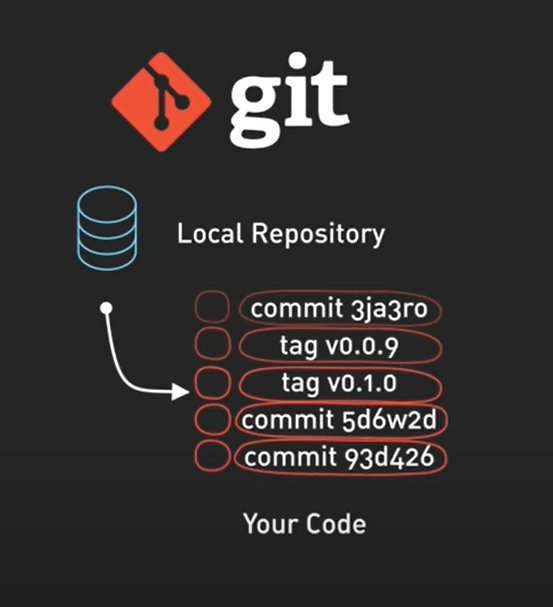 git
Local Repository
commit 3ja3ro
tag v0.0.9
tag v0.1.0
commit 5d6w2d
commit 93d426
Your Code